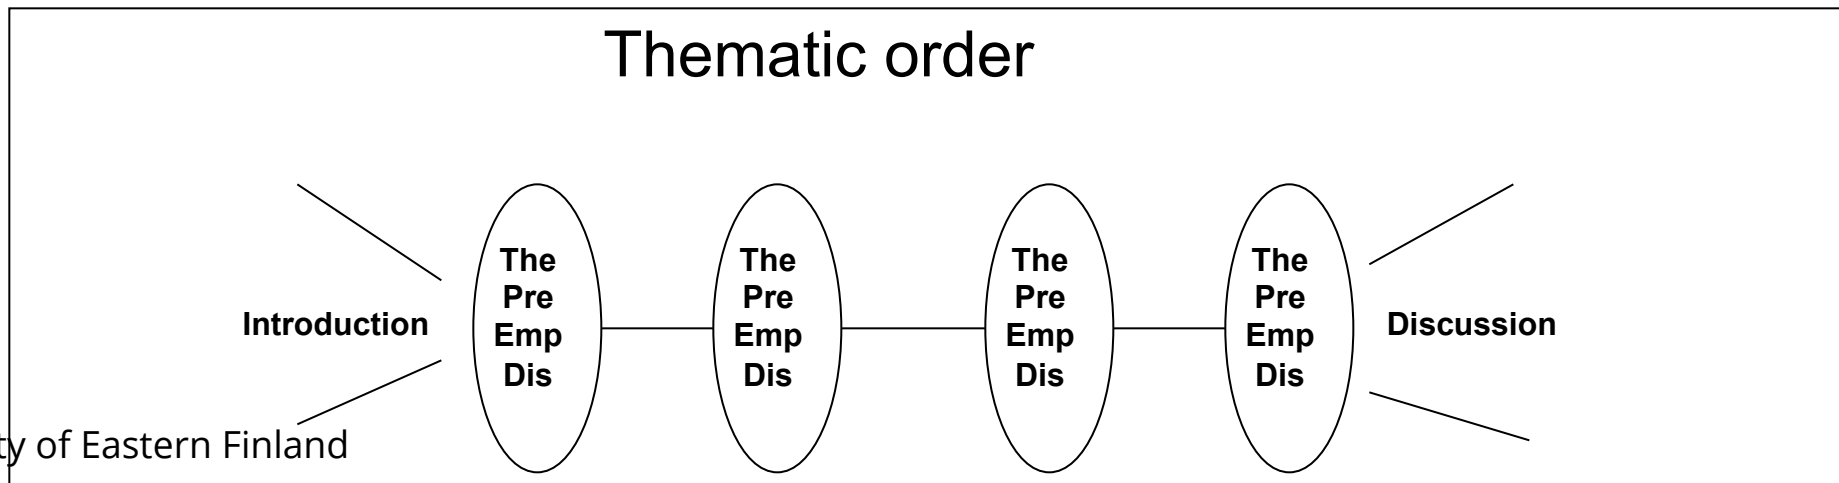 Thematic order
The
Pre
Emp
Dis
The
Pre
Emp
Dis
The
Pre
Emp
Dis
The
Pre
Emp
Dis
Introduction
Discussion
of Eastern Finland